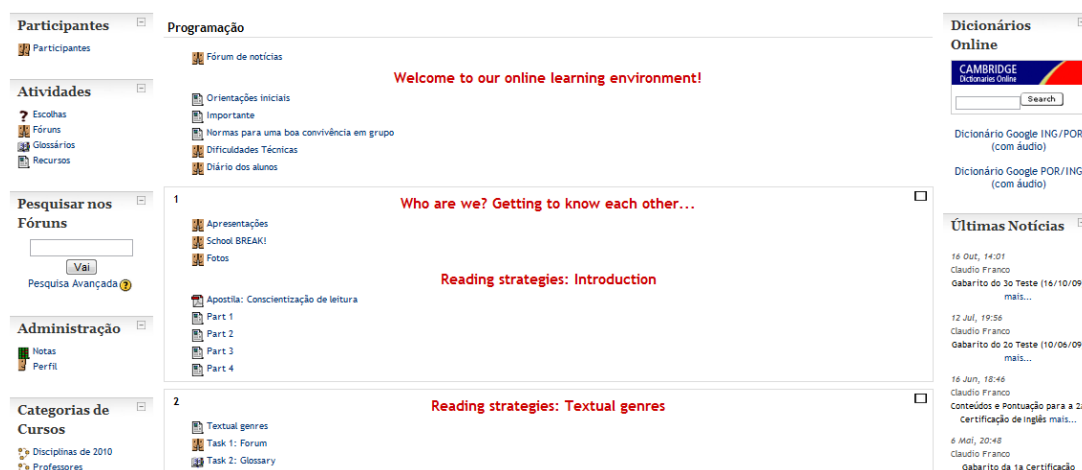 Participantes
Participantes
Atividades
Escolhas
Fóruns
Glossários
Recursos
Pesquisar nos
Fóruns
Vai
Pesquisa Avançada ?
Administração
Notas
Perfil
Categorias de
Cursos
Disciplinas de 2010
Professores
Programação
Fórum de notícias
Welcome to our online learning environment!
Orientações iniciais
Importante
Normas para uma boa convivência em grupo
Dificuldades Técnicas
Diário dos alunos
1
Who are we? Getting to know each other...
Apresentações
School BREAK!
Fotos
Reading strategies: Introduction
Apostila: Conscientização de leitura
Part 1
Part 2
Part 3
Part 4
2
Reading strategies: Textual genres
Textual genres
Task 1: Forum
Task 2: Glossary
Dicionários
Online
CAMBRIDGE
Dictionaries Online
Search
Dicionário Google ING/POR
(com áudio)
Dicionário Google POR/ING
(com áudio)
Últimas Notícias
16 Out, 14:01
Claudio Franco
Gabarito do 3o Teste (16/10/09
mais...
12 Jul, 19:56
Claudio Franco
Gabarito do 2o Teste (10/06/09
mais...
16 Jun, 18:46
Claudio Franco
Conteúdos e Pontuação para a 2
Certificação de Inglês mais...
6 Mai, 20:48
Claudio Franco
Gabarito da 1a Certificação